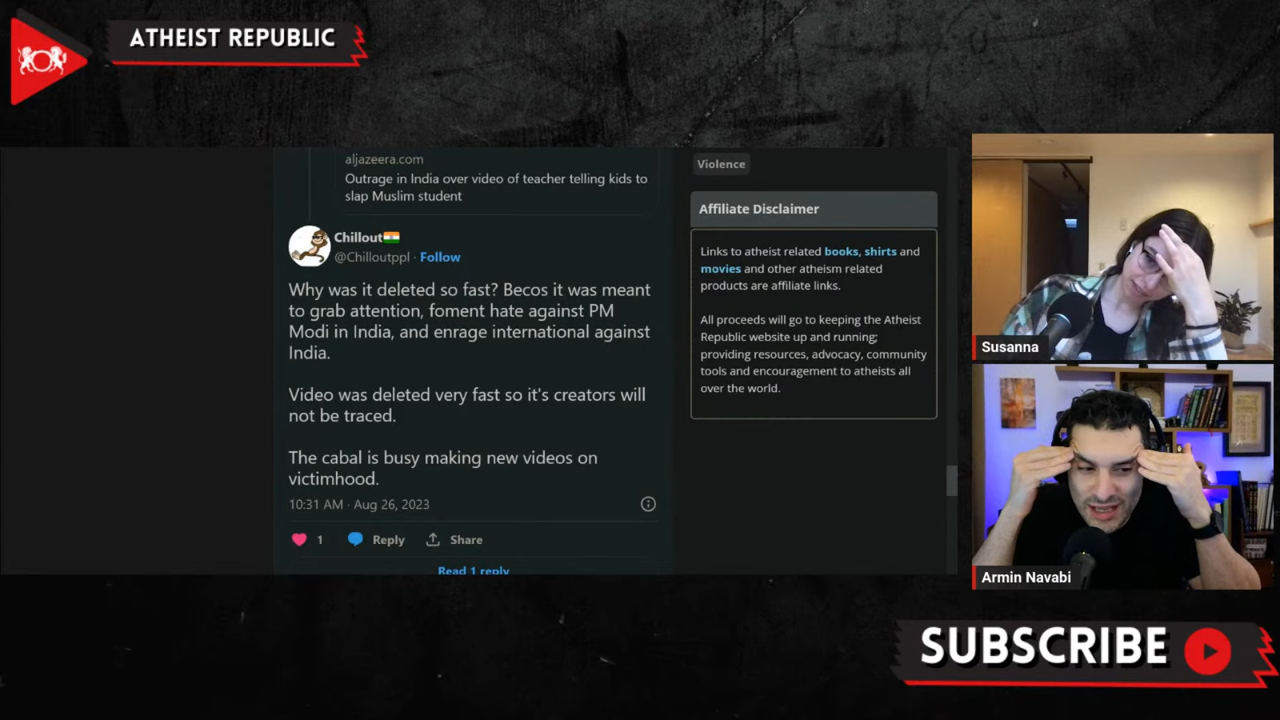 ATHEIST REPUBLIC
aljazeera.com
Outrage in India over video of teacher telling kids to
slap Muslim student
Chillout
@Chilloutppl · Follow
Why was it deleted so fast? Becos it was meant
to grab attention, foment hate against PM
Modi in India, and enrage international against
India.
Video was deleted very fast so it's creators will
not be traced.
The cabal is busy making new videos on
victimhood.
10:31 AM · Aug 26, 2023
1
Reply
Share
Read 1 reply
Violence
Affiliate Disclaimer
Links to atheist related books, shirts and
movies and other atheism related
products are affiliate links.
All proceeds will go to keeping the Atheist
Republic website up and running;
providing resources, advocacy, community
tools and encouragement to atheists all
over the world.
Susanna
Armin Navabi
SUBSCRIBE